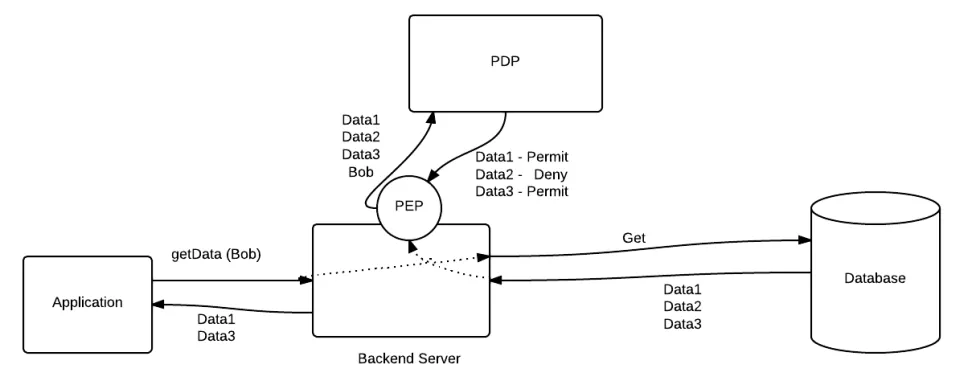 PDP
Data1
Data2
Data3
Bob
Data1 - Permit
Data2 - Deny
Data3 - Permit
PEP
getData (Bob)
Get
Application
Database
Data1
Data3
Data1
Data2
Data3
Backend Server